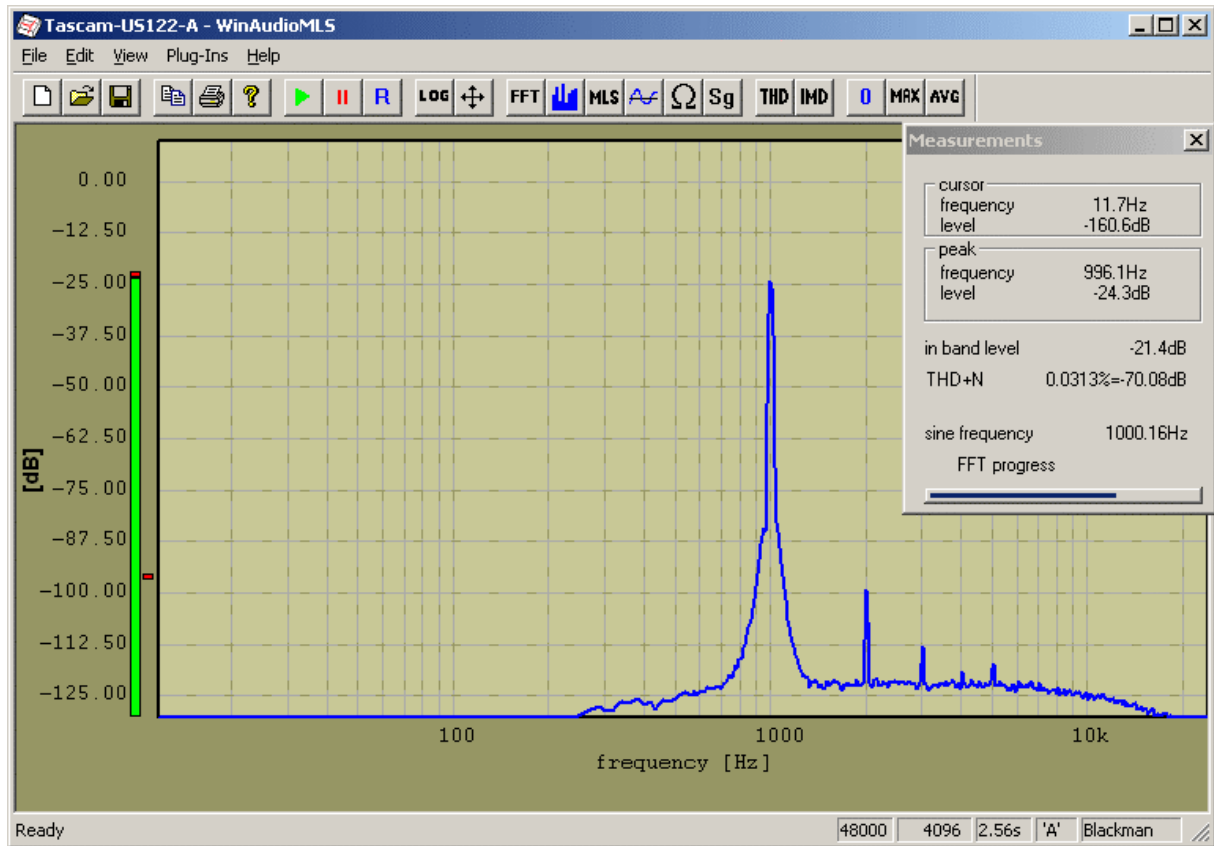 Tascam-US122-A - WinAudioMLS
File Edit View Plug-Ins Help
R LOG FFT MLS Ω Sg THD IMD 0 MAX AVG
Measurements
cursor
frequency 11.7Hz
level -160.6dB
peak
frequency 996.1Hz
level -24.3dB
in band level -21.4dB
THD+N 0.0313%=-70.08dB
sine frequency 1000.16Hz
FFT progress
0.00
-12.50
-25.00
-37.50
-50.00
-62.50
[dB]
-75.00
-87.50
-100.00
-112.50
-125.00
100 1000 10k
frequency [Hz]
Ready 48000 4096 2.56s 'A' Blackman